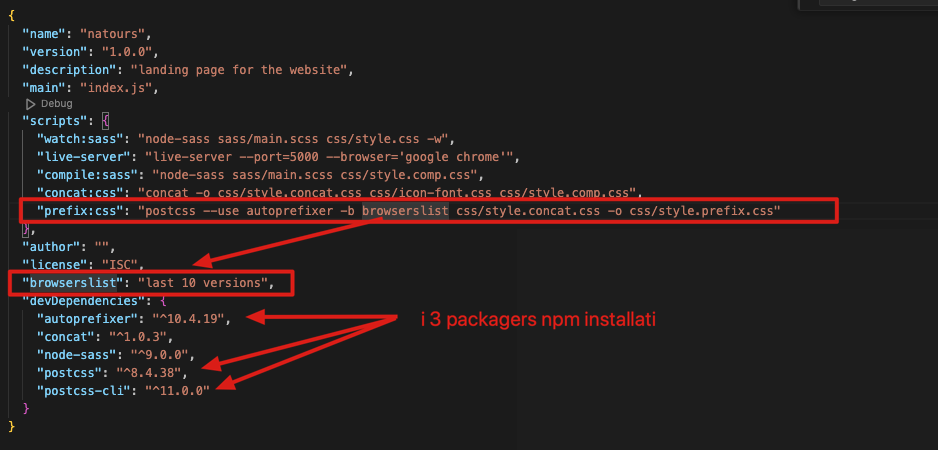 {
"name": "natours",
"version": "1.0.0",
"description": "landing page for the website",
"main": "index.js",
Debug
"scripts": {
"watch:sass": "node-sass sass/main.scss css/style.css -w",
"live-server": "live-server --port=5000 --browser='google chrome'",
"compile:sass": "node-sass sass/main.scss css/style.comp.css",
"concat:css": "concat -o css/style.concat.css css/icon-font.css css/style.comp.css",
"prefix:css": "postcss --use autoprefixer -b browserslist css/style.concat.css -o css/style.prefix.css"
},
"author": "",
"license": "ISC",
"browserslist": "last 10 versions",
"devDependencies": {
"autoprefixer": "^10.4.19",
i 3 packagers npm installati
"concat": "^1.0.3",
"node-sass": "^9.0.0",
"postcss": "^8.4.38",
"postcss-cli": "^11.0.0"
}
}